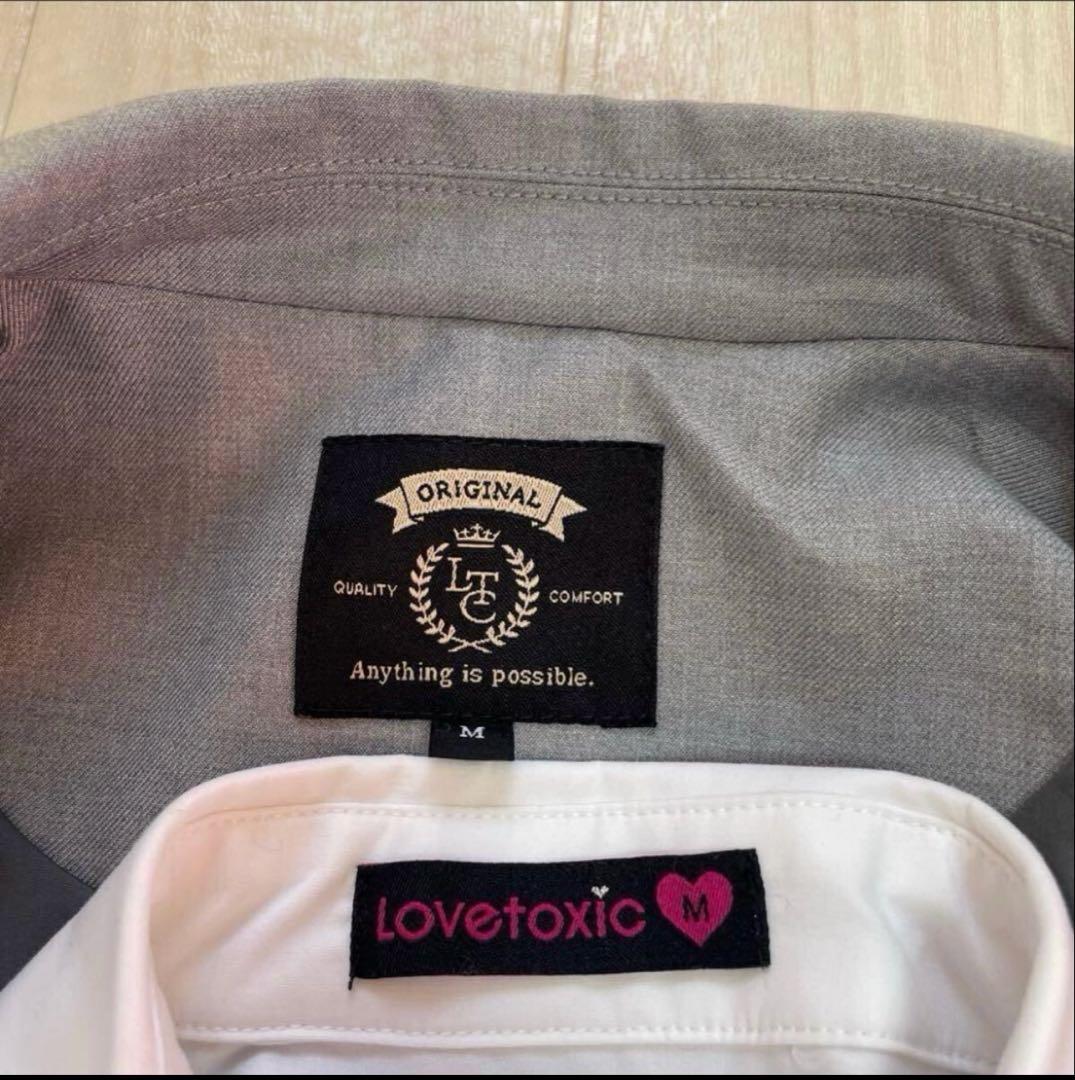 ORIGINAL
LTC
QUALITY COMFORT
Anything is possible.
M
Lovetoxic M